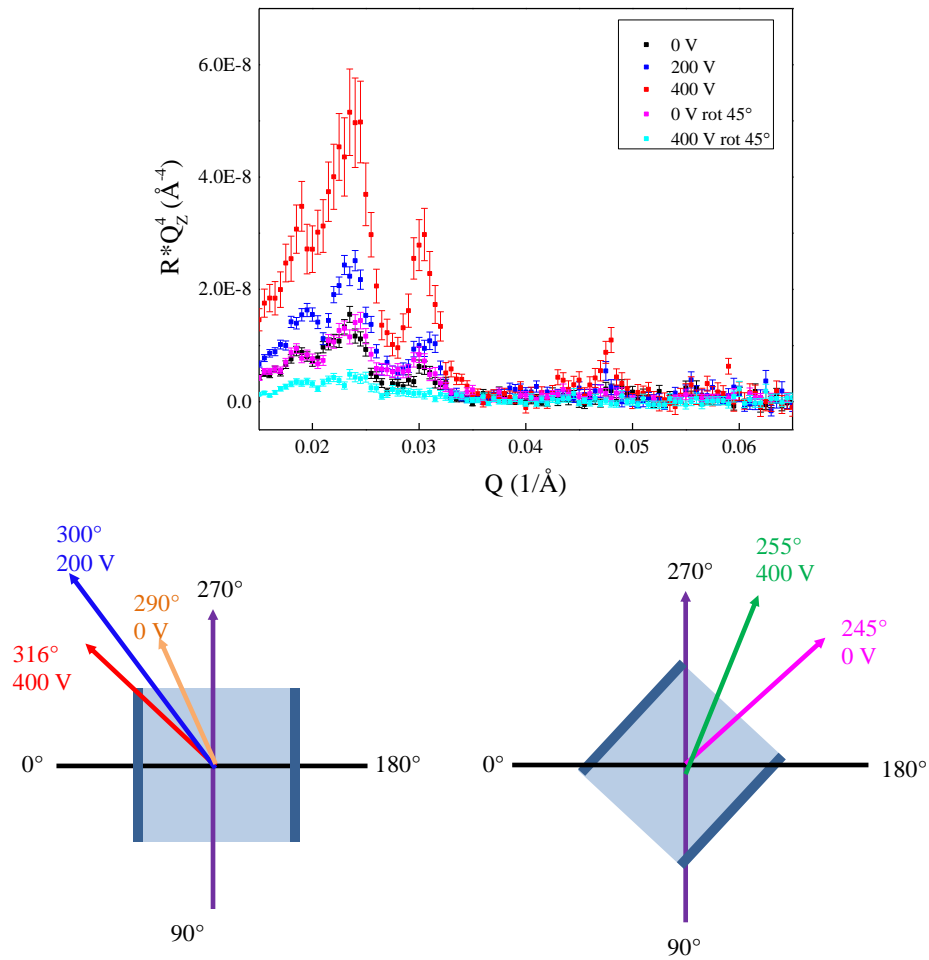 6.0E-8
4.0E-8
2.0E-8
0.0
R*Q_Z^4 (Å^-4)
0 V
200 V
400 V
0 V rot 45°
400 V rot 45°
0.02 0.03 0.04 0.05 0.06
Q (1/Å)
300°
200 V
290°
0 V
270°
316°
400 V
0°
180°
90°
270°
255°
400 V
245°
0 V
0°
180°
90°